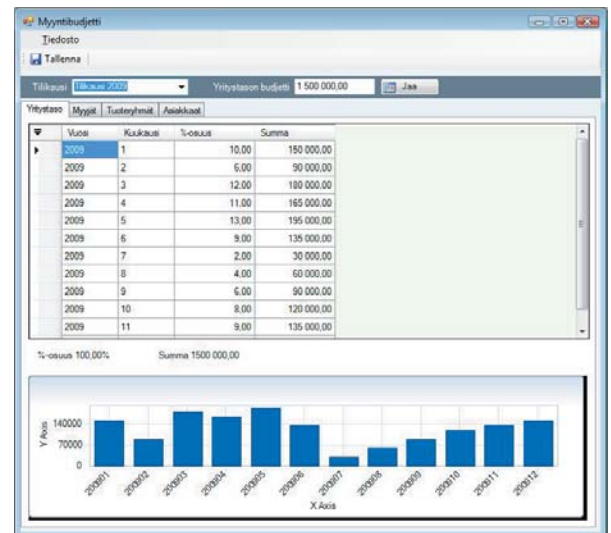 Myyntibudjetti
Tiedosto
Tallenna
Tilikausi Tilikausi 2009 Yritystason budjetti 1 500 000,00 Jaa
Yritystaso Myyjät Tuoteryhmät Asiakkaat
Vuosi Kuukausi %-osuus Summa
2009 1 10,00 150 000,00
2009 2 6,00 90 000,00
2009 3 12,00 180 000,00
2009 4 11,00 165 000,00
2009 5 13,00 195 000,00
2009 6 9,00 135 000,00
2009 7 2,00 30 000,00
2009 8 4,00 60 000,00
2009 9 6,00 90 000,00
2009 10 8,00 120 000,00
2009 11 9,00 135 000,00
%-osuus 100,00% Summa 1500 000,00
Y Axis
140000
70000
0
200901 200902 200903 200904 200905 200906 200907 200908 200909 200910 200911 200912
X Axis